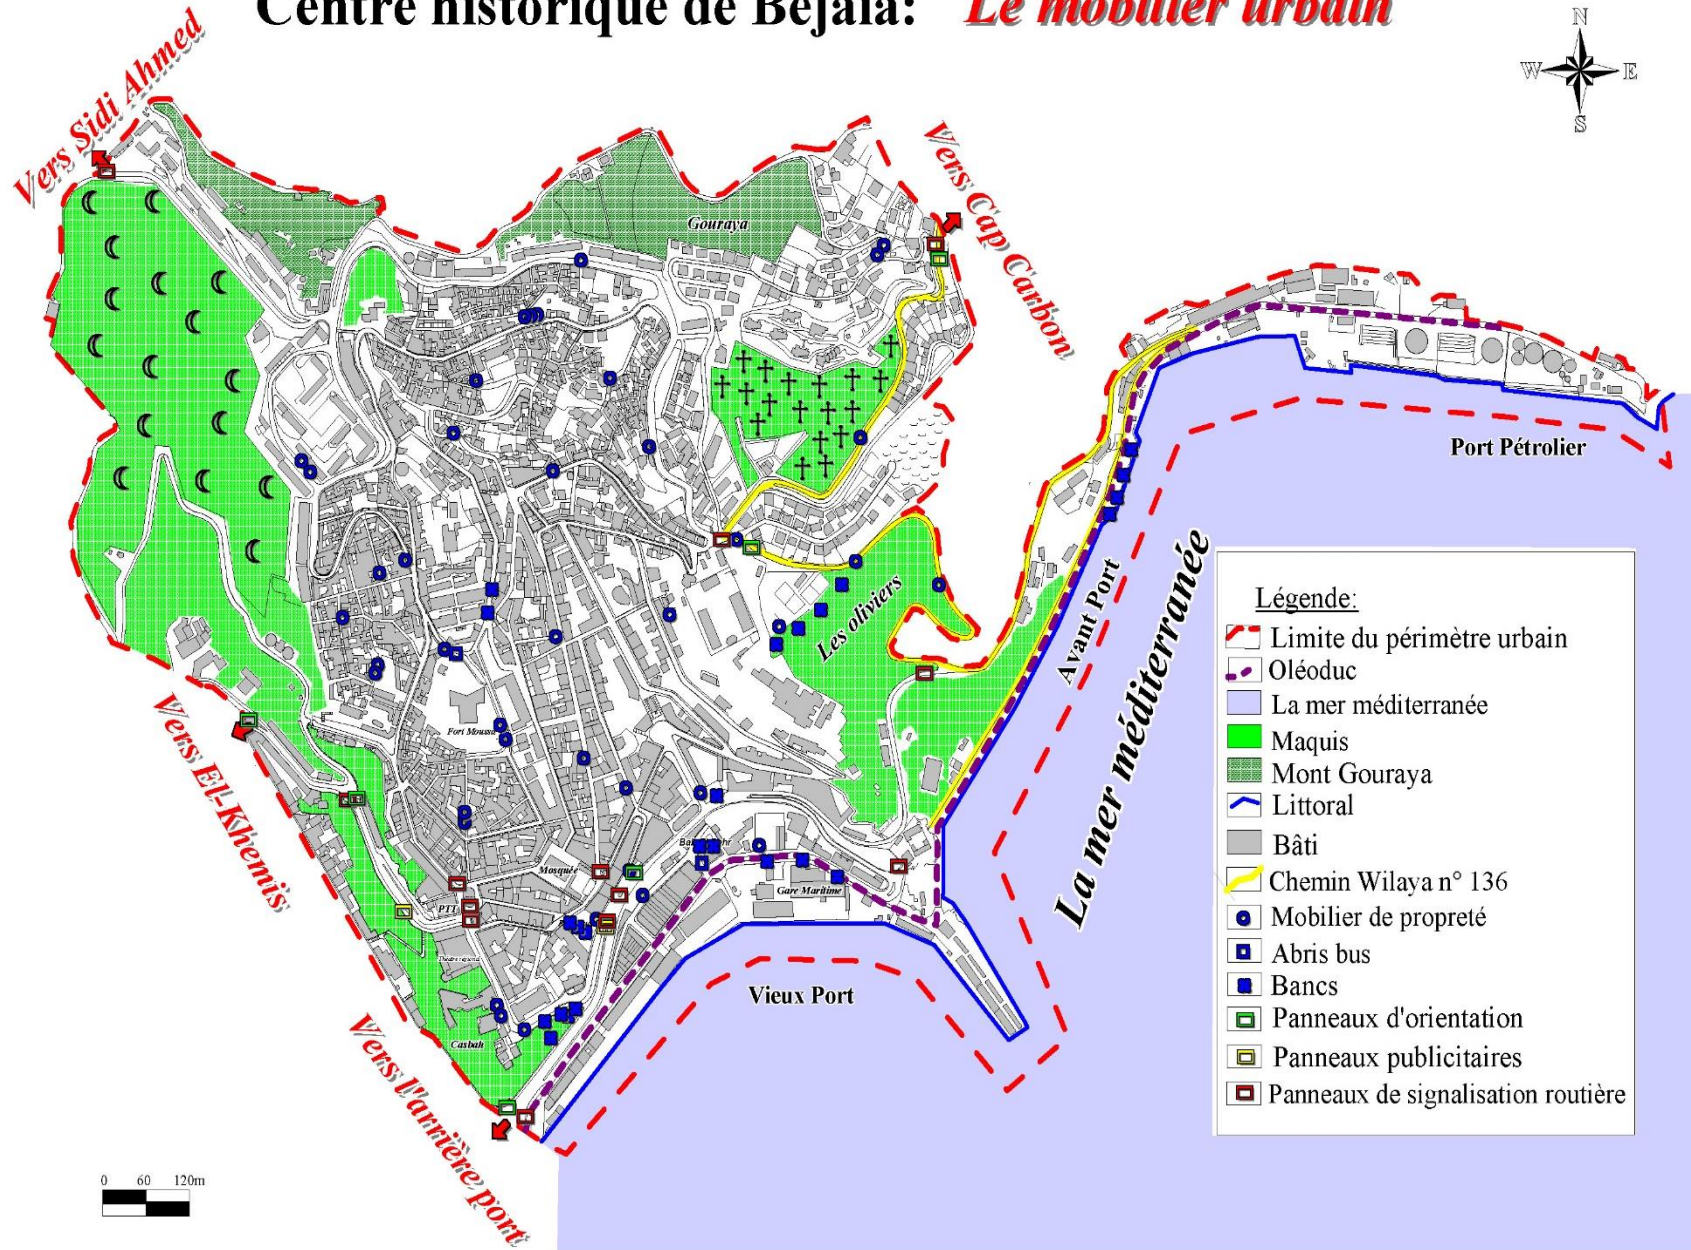 Centre historique de Bejaia: Le mobilier urbain
N
W E
S
Vers Sidi Ahmed
Vers Cap Carbon
Gouraya
Port Pétrolier
Avant Port
La mer méditerranée
Les oliviers
Vers El-Khemis
Fort Moussa
Mosquée
PTT
Gare Maritime
Vieux Port
Casbah
Vers l'arrière port
0 60 120m
Légende:
Limite du périmètre urbain
Oléoduc
La mer méditerranée
Maquis
Mont Gouraya
Littoral
Bâti
Chemin Wilaya n° 136
Mobilier de propreté
Abris bus
Bancs
Panneaux d'orientation
Panneaux publicitaires
Panneaux de signalisation routière